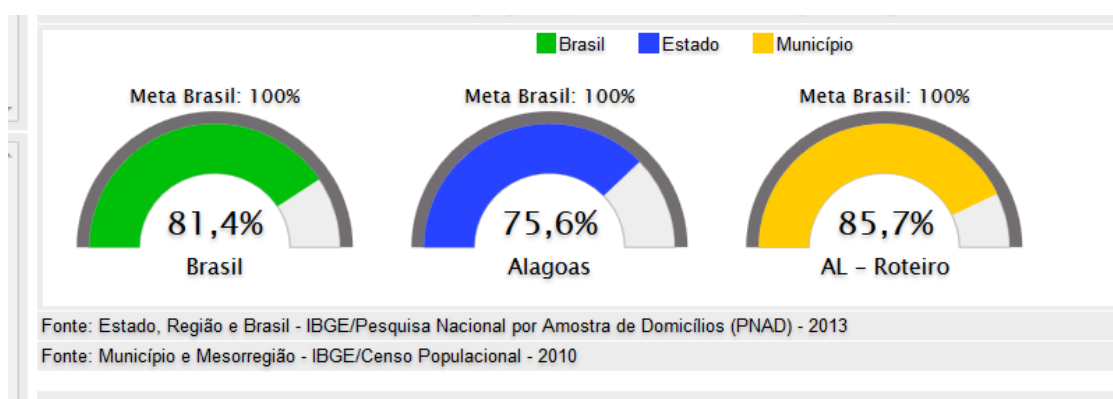 Brasil Estado Município
Meta Brasil: 100% Meta Brasil: 100% Meta Brasil: 100%
81,4% 75,6% 85,7%
Brasil Alagoas AL – Roteiro
Fonte: Estado, Região e Brasil - IBGE/Pesquisa Nacional por Amostra de Domicílios (PNAD) - 2013
Fonte: Município e Mesorregião - IBGE/Censo Populacional - 2010